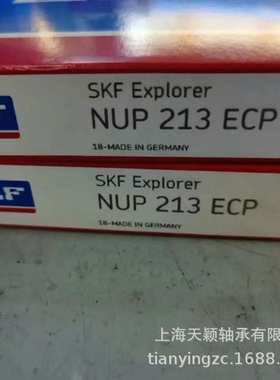 SKF Explorer
NUP 213 ECP
18-MADE IN GERMANY
SKF Explorer
NUP 213 ECP
18-MADE IN GERMANY
上海天颖轴承有限
tianyingzc.1688.